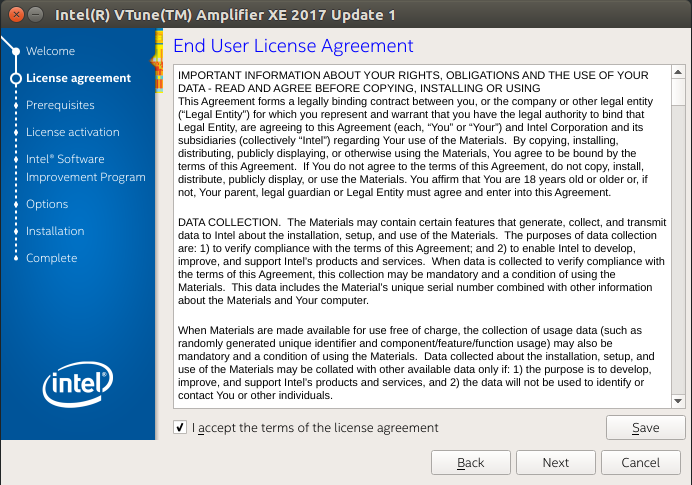 Intel(R) VTune(TM) Amplifier XE 2017 Update 1
Welcome
License agreement
Prerequisites
License activation
Intel® Software
Improvement Program
Options
Installation
Complete
intel®
End User License Agreement
IMPORTANT INFORMATION ABOUT YOUR RIGHTS, OBLIGATIONS AND THE USE OF YOUR
DATA - READ AND AGREE BEFORE COPYING, INSTALLING OR USING
This Agreement forms a legally binding contract between you, or the company or other legal entity
(“Legal Entity”) for which you represent and warrant that you have the legal authority to bind that
Legal Entity, are agreeing to this Agreement (each, “You” or “Your”) and Intel Corporation and its
subsidiaries (collectively “Intel”) regarding Your use of the Materials.  By copying, installing,
distributing, publicly displaying, or otherwise using the Materials, You agree to be bound by the
terms of this Agreement.  If You do not agree to the terms of this Agreement, do not copy, install,
distribute, publicly display, or use the Materials. You affirm that You are 18 years old or older or, if
not, Your parent, legal guardian or Legal Entity must agree and enter into this Agreement.
DATA COLLECTION.  The Materials may contain certain features that generate, collect, and transmit
data to Intel about the installation, setup, and use of the Materials.  The purposes of data collection
are: 1) to verify compliance with the terms of this Agreement; and 2) to enable Intel to develop,
improve, and support Intel’s products and services.  When data is collected to verify compliance with
the terms of this Agreement, this collection may be mandatory and a condition of using the
Materials.  This data includes the Material’s unique serial number combined with other information
about the Materials and Your computer.
When Materials are made available for use free of charge, the collection of usage data (such as
randomly generated unique identifier and component/feature/function usage) may also be
mandatory and a condition of using the Materials.  Data collected about the installation, setup, and
use of the Materials may be collated with other available data only if: 1) the purpose is to develop,
improve, and support Intel’s products and services, and 2) the data will not be used to identify or
contact You or other individuals.
I accept the terms of the license agreement
Save
Back
Next
Cancel